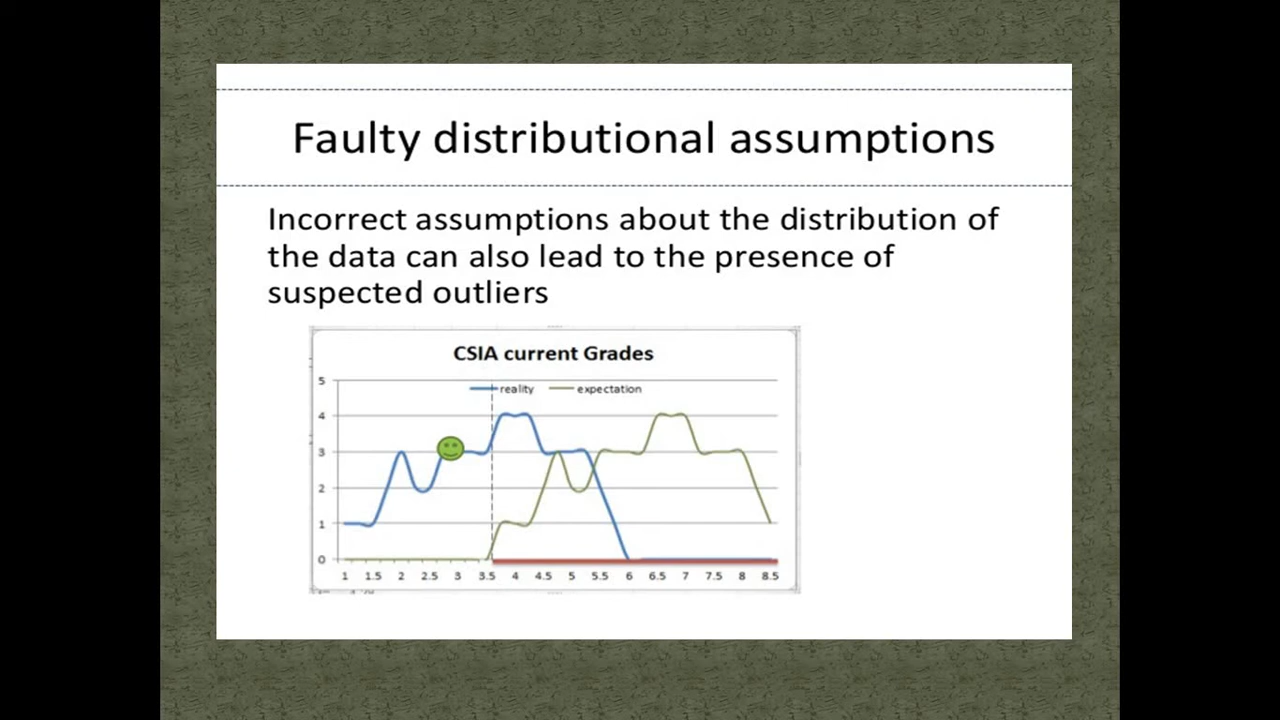 Faulty distributional assumptions
Incorrect assumptions about the distribution of
the data can also lead to the presence of
suspected outliers
CSIA current Grades
reality expectation
5
4
3
2
1
0
1 1.5 2 2.5 3 3.5 4 4.5 5 5.5 6 6.5 7 7.5 8 8.5